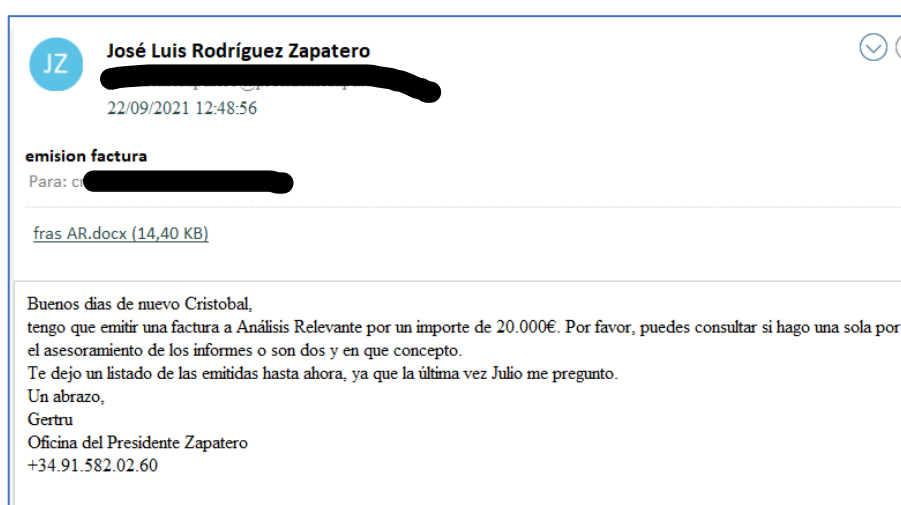 JZ
José Luis Rodríguez Zapatero
22/09/2021 12:48:56
emision factura
Para:
fras AR.docx (14,40 KB)
Buenos dias de nuevo Cristobal,
tengo que emitir una factura a Análisis Relevante por un importe de 20.000€. Por favor, puedes consultar si hago una sola por
el asesoramiento de los informes o son dos y en que concepto.
Te dejo un listado de las emitidas hasta ahora, ya que la última vez Julio me pregunto.
Un abrazo,
Gertru
Oficina del Presidente Zapatero
+34.91.582.02.60